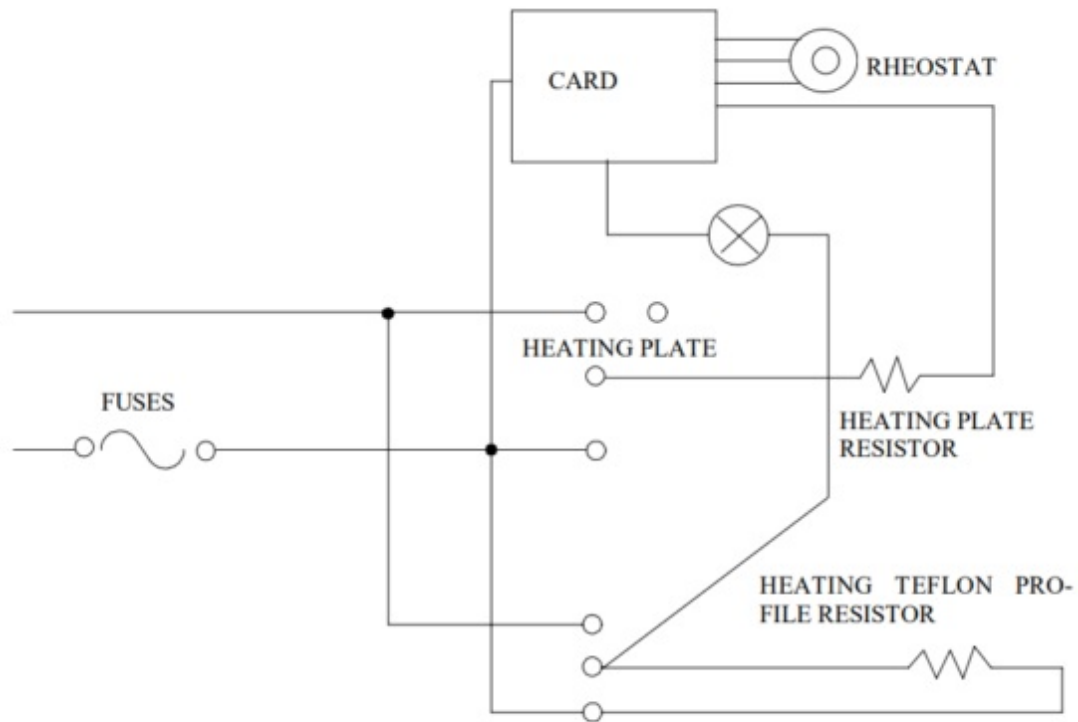 CARD
RHEOSTAT
HEATING PLATE
FUSES
HEATING PLATE
RESISTOR
HEATING TEFLON PRO-
FILE RESISTOR